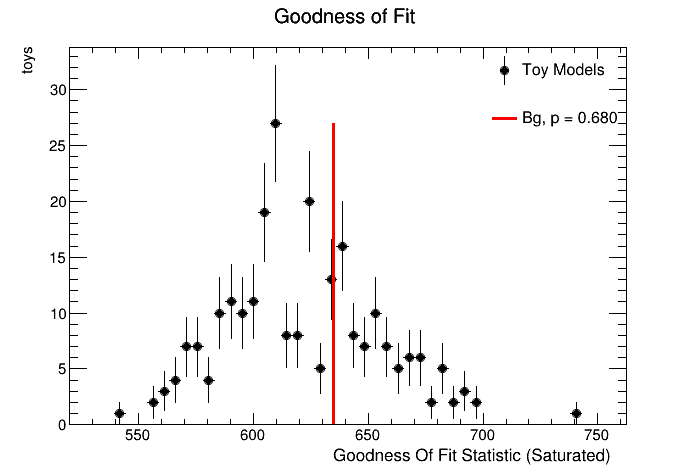 Goodness of Fit
toys
Toy Models
Bg, p = 0.680
30
25
20
15
10
5
0
550 600 650 700 750
Goodness Of Fit Statistic (Saturated)